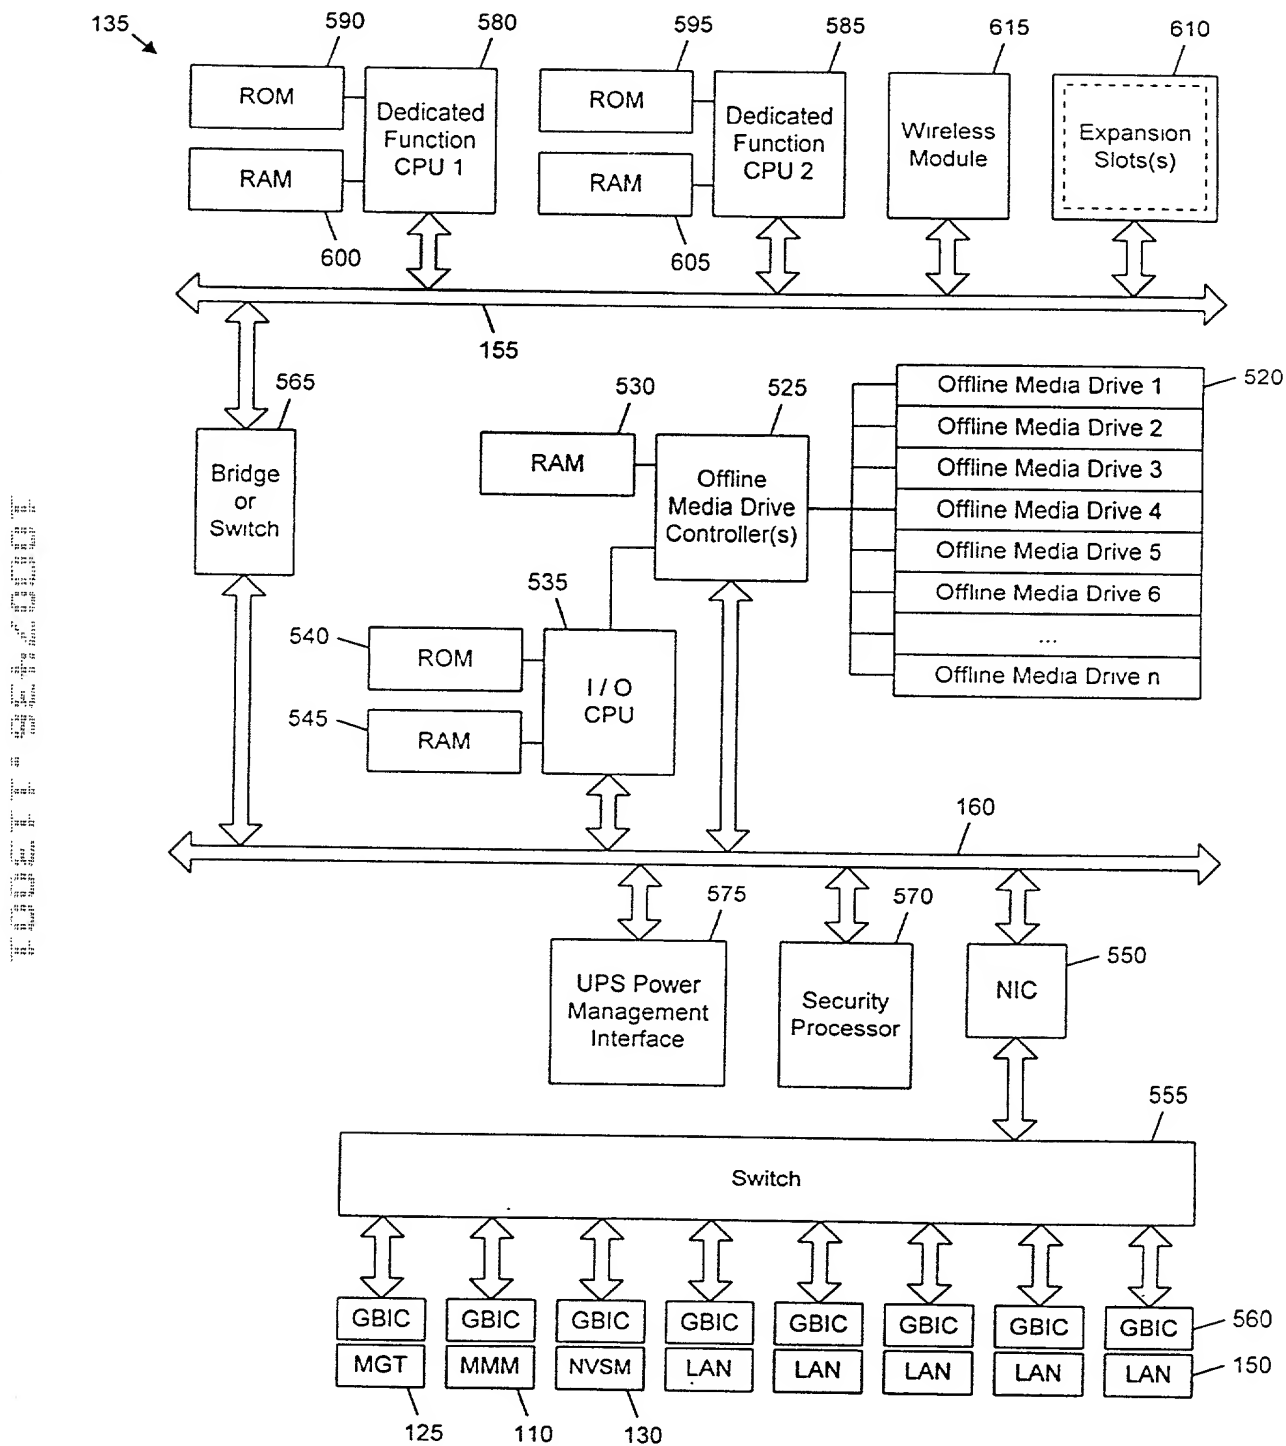 135
590
580
595
585
615
610
ROM
Dedicated
Function
CPU 1
RAM
600
ROM
Dedicated
Function
CPU 2
RAM
605
Wireless
Module
Expansion
Slots(s)
155
565
Bridge
or
Switch
530
525
RAM
Offline
Media Drive
Controller(s)
520
Offline Media Drive 1
Offline Media Drive 2
Offline Media Drive 3
Offline Media Drive 4
Offline Media Drive 5
Offline Media Drive 6
...
Offline Media Drive n
535
540
ROM
545
RAM
I / O
CPU
160
575
570
550
UPS Power
Management
Interface
Security
Processor
NIC
555
Switch
GBIC GBIC GBIC GBIC GBIC GBIC GBIC GBIC 560
MGT MMM NVSM LAN LAN LAN LAN LAN 150
125 110 130